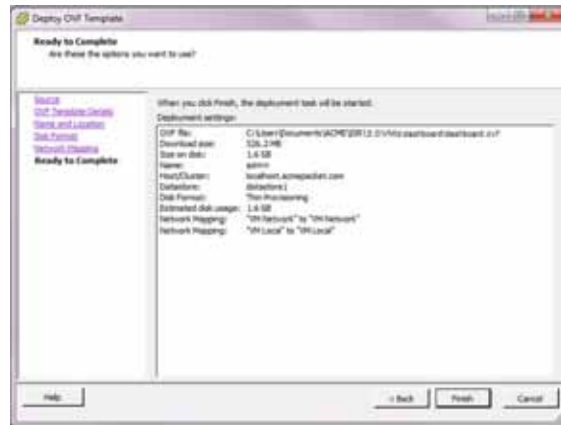 Deploy OVF Template
Ready to Complete
Are these the options you want to use?
Source
OVF Template Details
Name and Location
Disk Format
Network Mapping
Ready to Complete
When you click Finish, the deployment task will be started.
Deployment settings:
OVF file:
Download size: 526.2 MB
Size on disk: 1.6 GB
Name:
Host/Cluster: localhost.acmepacket.com
Datastore: datastore1
Disk Format: Thin Provisioning
Estimated disk usage: 1.6 GB
Network Mapping: "VM Network" to "VM Network"
Network Mapping: "VM Local" to "VM Local"
Help
< Back
Finish
Cancel